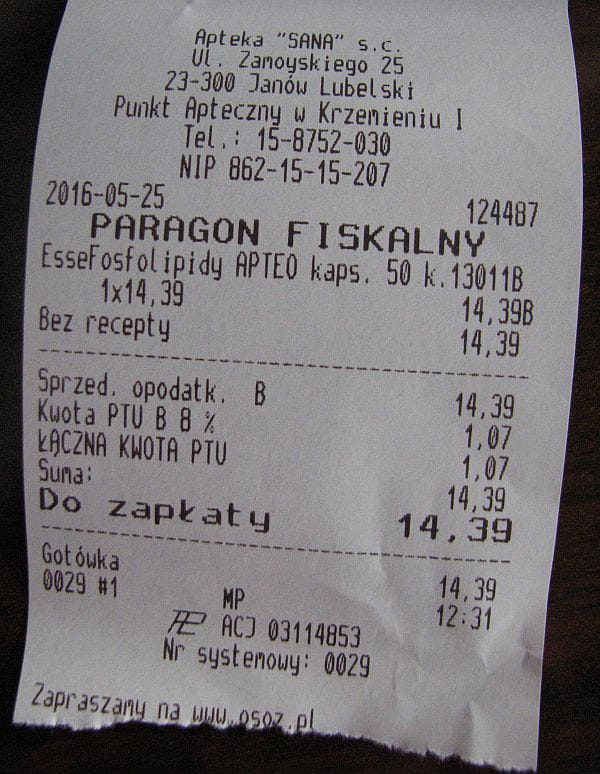 Apteka "SANA" s.c.
Ul. Zamoyskiego 25
23-300 Janów Lubelski
Punkt Apteczny w Krzemieniu I
Tel.: 15-8752-030
NIP 862-15-15-207
2016-05-25 124487
PARAGON FISKALNY
EsseFosfolipidy APTEO kaps. 50 k.13011B
1x14,39 14,39B
Bez recepty 14,39
Sprzed. opodatk. B 14,39
Kwota PTU B 8 % 1,07
ŁĄCZNA KWOTA PTU 1,07
Suma: 14,39
Do zapłaty 14,39
Gotówka 14,39
0029 #1 MP 12:31
ACJ 03114853
Nr systemowy: 0029
Zapraszamy na www.osoz.pl